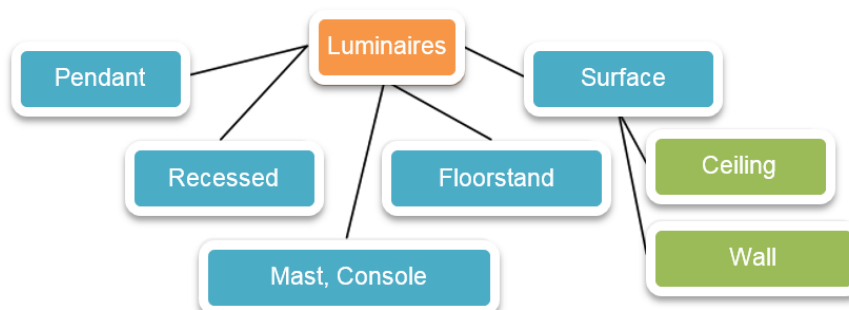 Luminaires
Pendant
Surface
Recessed
Floorstand
Ceiling
Mast, Console
Wall